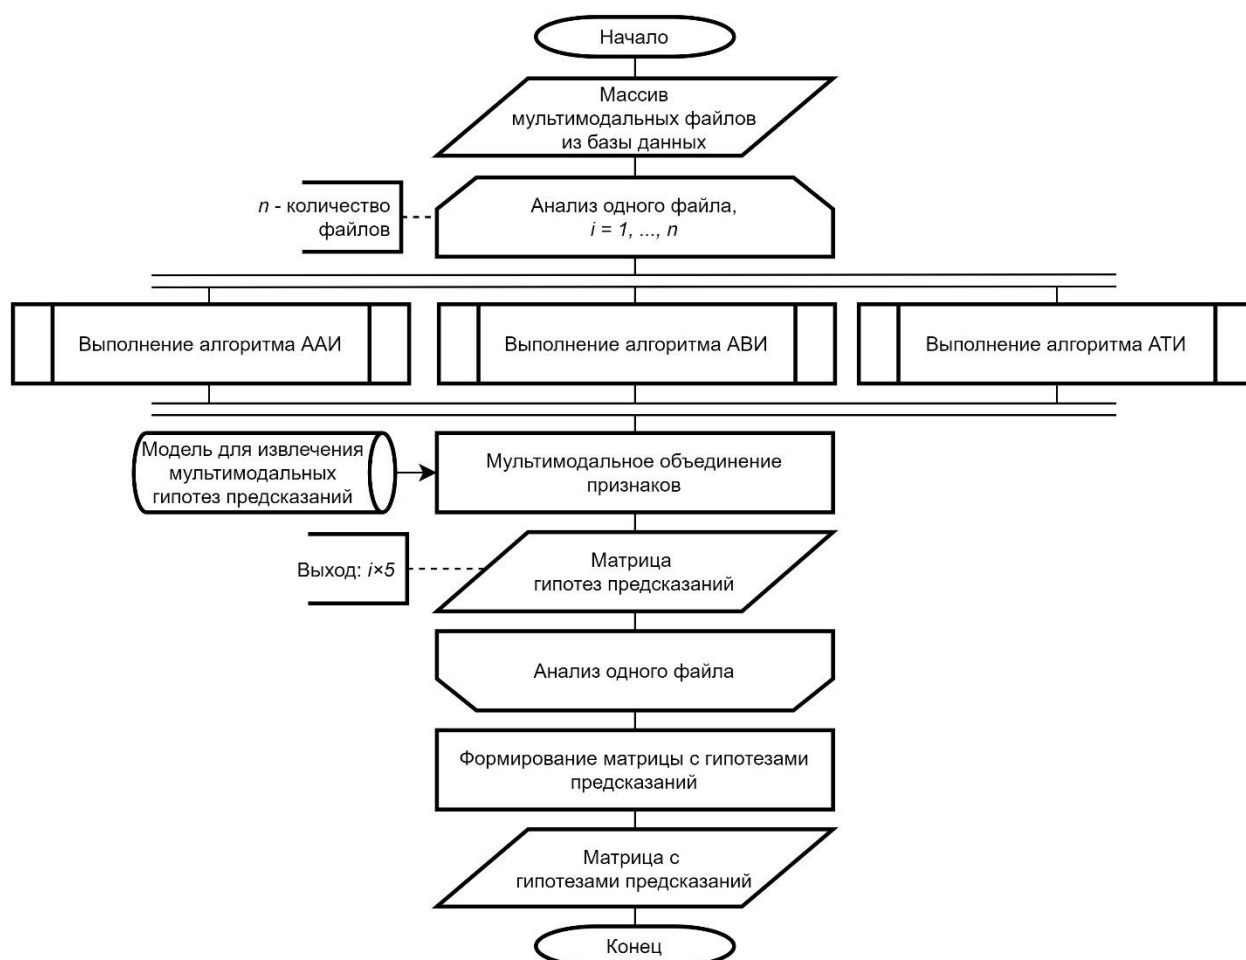 Начало
Массив
мультимодальных файлов
из базы данных
n - количество
файлов
Анализ одного файла,
i = 1, ..., n
Выполнение алгоритма ААИ
Выполнение алгоритма АВИ
Выполнение алгоритма АТИ
Модель для извлечения
мультимодальных
гипотез предсказаний
Мультимодальное объединение
признаков
Выход: i×5
Матрица
гипотез предсказаний
Анализ одного файла
Формирование матрицы с гипотезами
предсказаний
Матрица с
гипотезами предсказаний
Конец